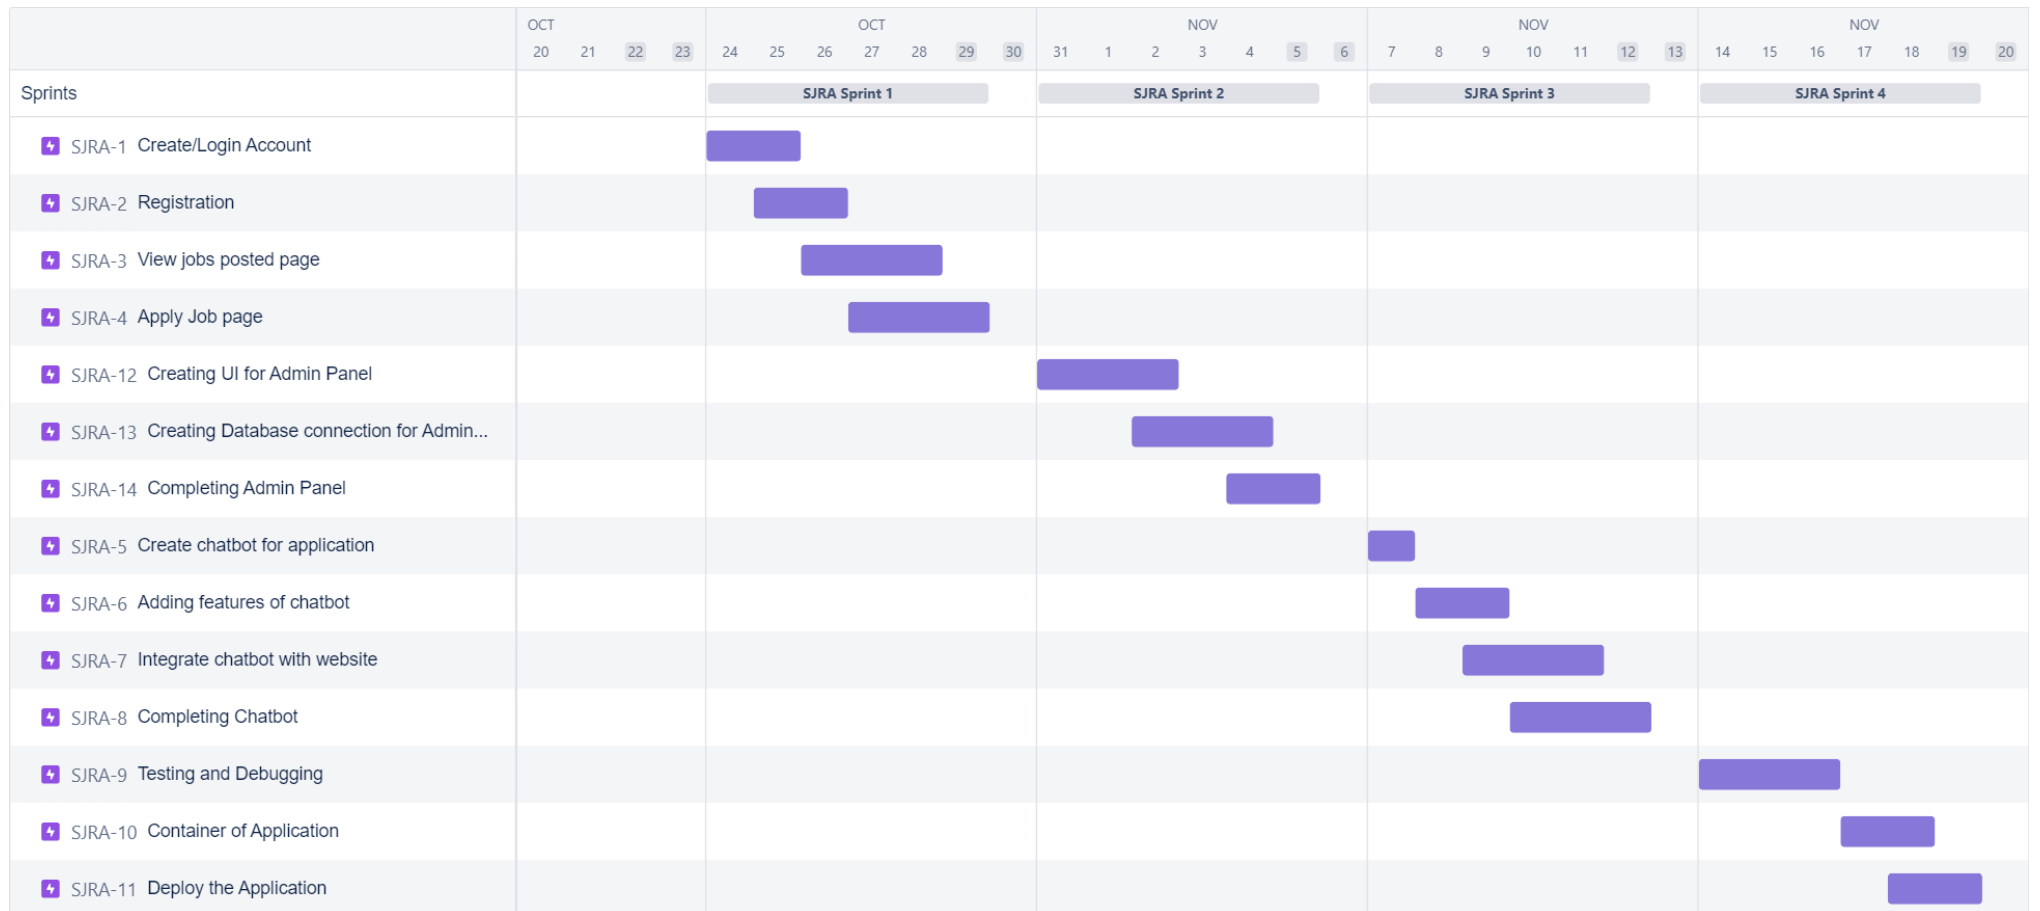 OCT OCT NOV NOV NOV
20 21 22 23 24 25 26 27 28 29 30 31 1 2 3 4 5 6 7 8 9 10 11 12 13 14 15 16 17 18 19 20
Sprints SJRA Sprint 1 SJRA Sprint 2 SJRA Sprint 3 SJRA Sprint 4
SJRA-1 Create/Login Account
SJRA-2 Registration
SJRA-3 View jobs posted page
SJRA-4 Apply Job page
SJRA-12 Creating UI for Admin Panel
SJRA-13 Creating Database connection for Admin...
SJRA-14 Completing Admin Panel
SJRA-5 Create chatbot for application
SJRA-6 Adding features of chatbot
SJRA-7 Integrate chatbot with website
SJRA-8 Completing Chatbot
SJRA-9 Testing and Debugging
SJRA-10 Container of Application
SJRA-11 Deploy the Application